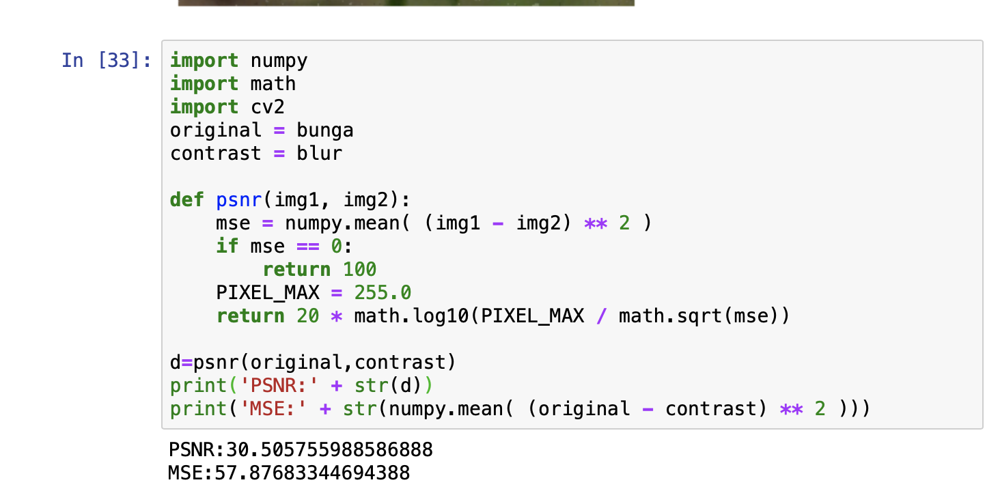 In [33]:
import numpy
import math
import cv2
original = bunga
contrast = blur

def psnr(img1, img2):
    mse = numpy.mean( (img1 - img2) ** 2 )
    if mse == 0:
        return 100
    PIXEL_MAX = 255.0
    return 20 * math.log10(PIXEL_MAX / math.sqrt(mse))

d=psnr(original,contrast)
print('PSNR:' + str(d))
print('MSE:' + str(numpy.mean( (original - contrast) ** 2 )))
PSNR:30.505755988586888
MSE:57.87683344694388